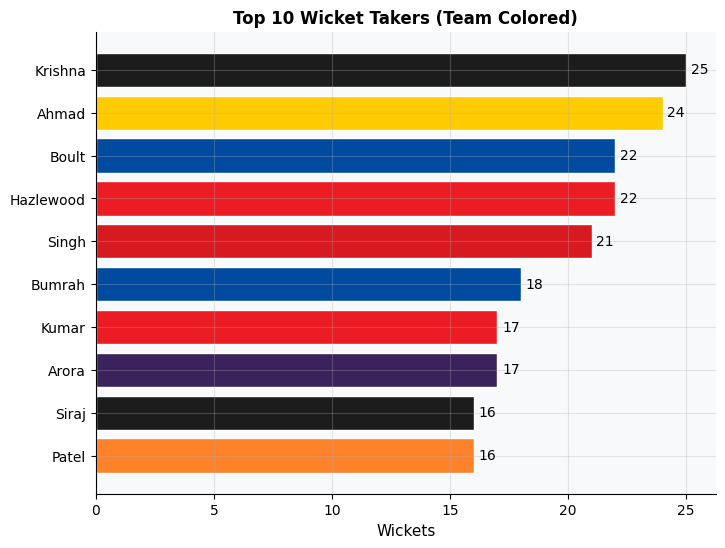 Top 10 Wicket Takers (Team Colored)
Krishna 25
Ahmad 24
Boult 22
Hazlewood 22
Singh 21
Bumrah 18
Kumar 17
Arora 17
Siraj 16
Patel 16
0 5 10 15 20 25
Wickets